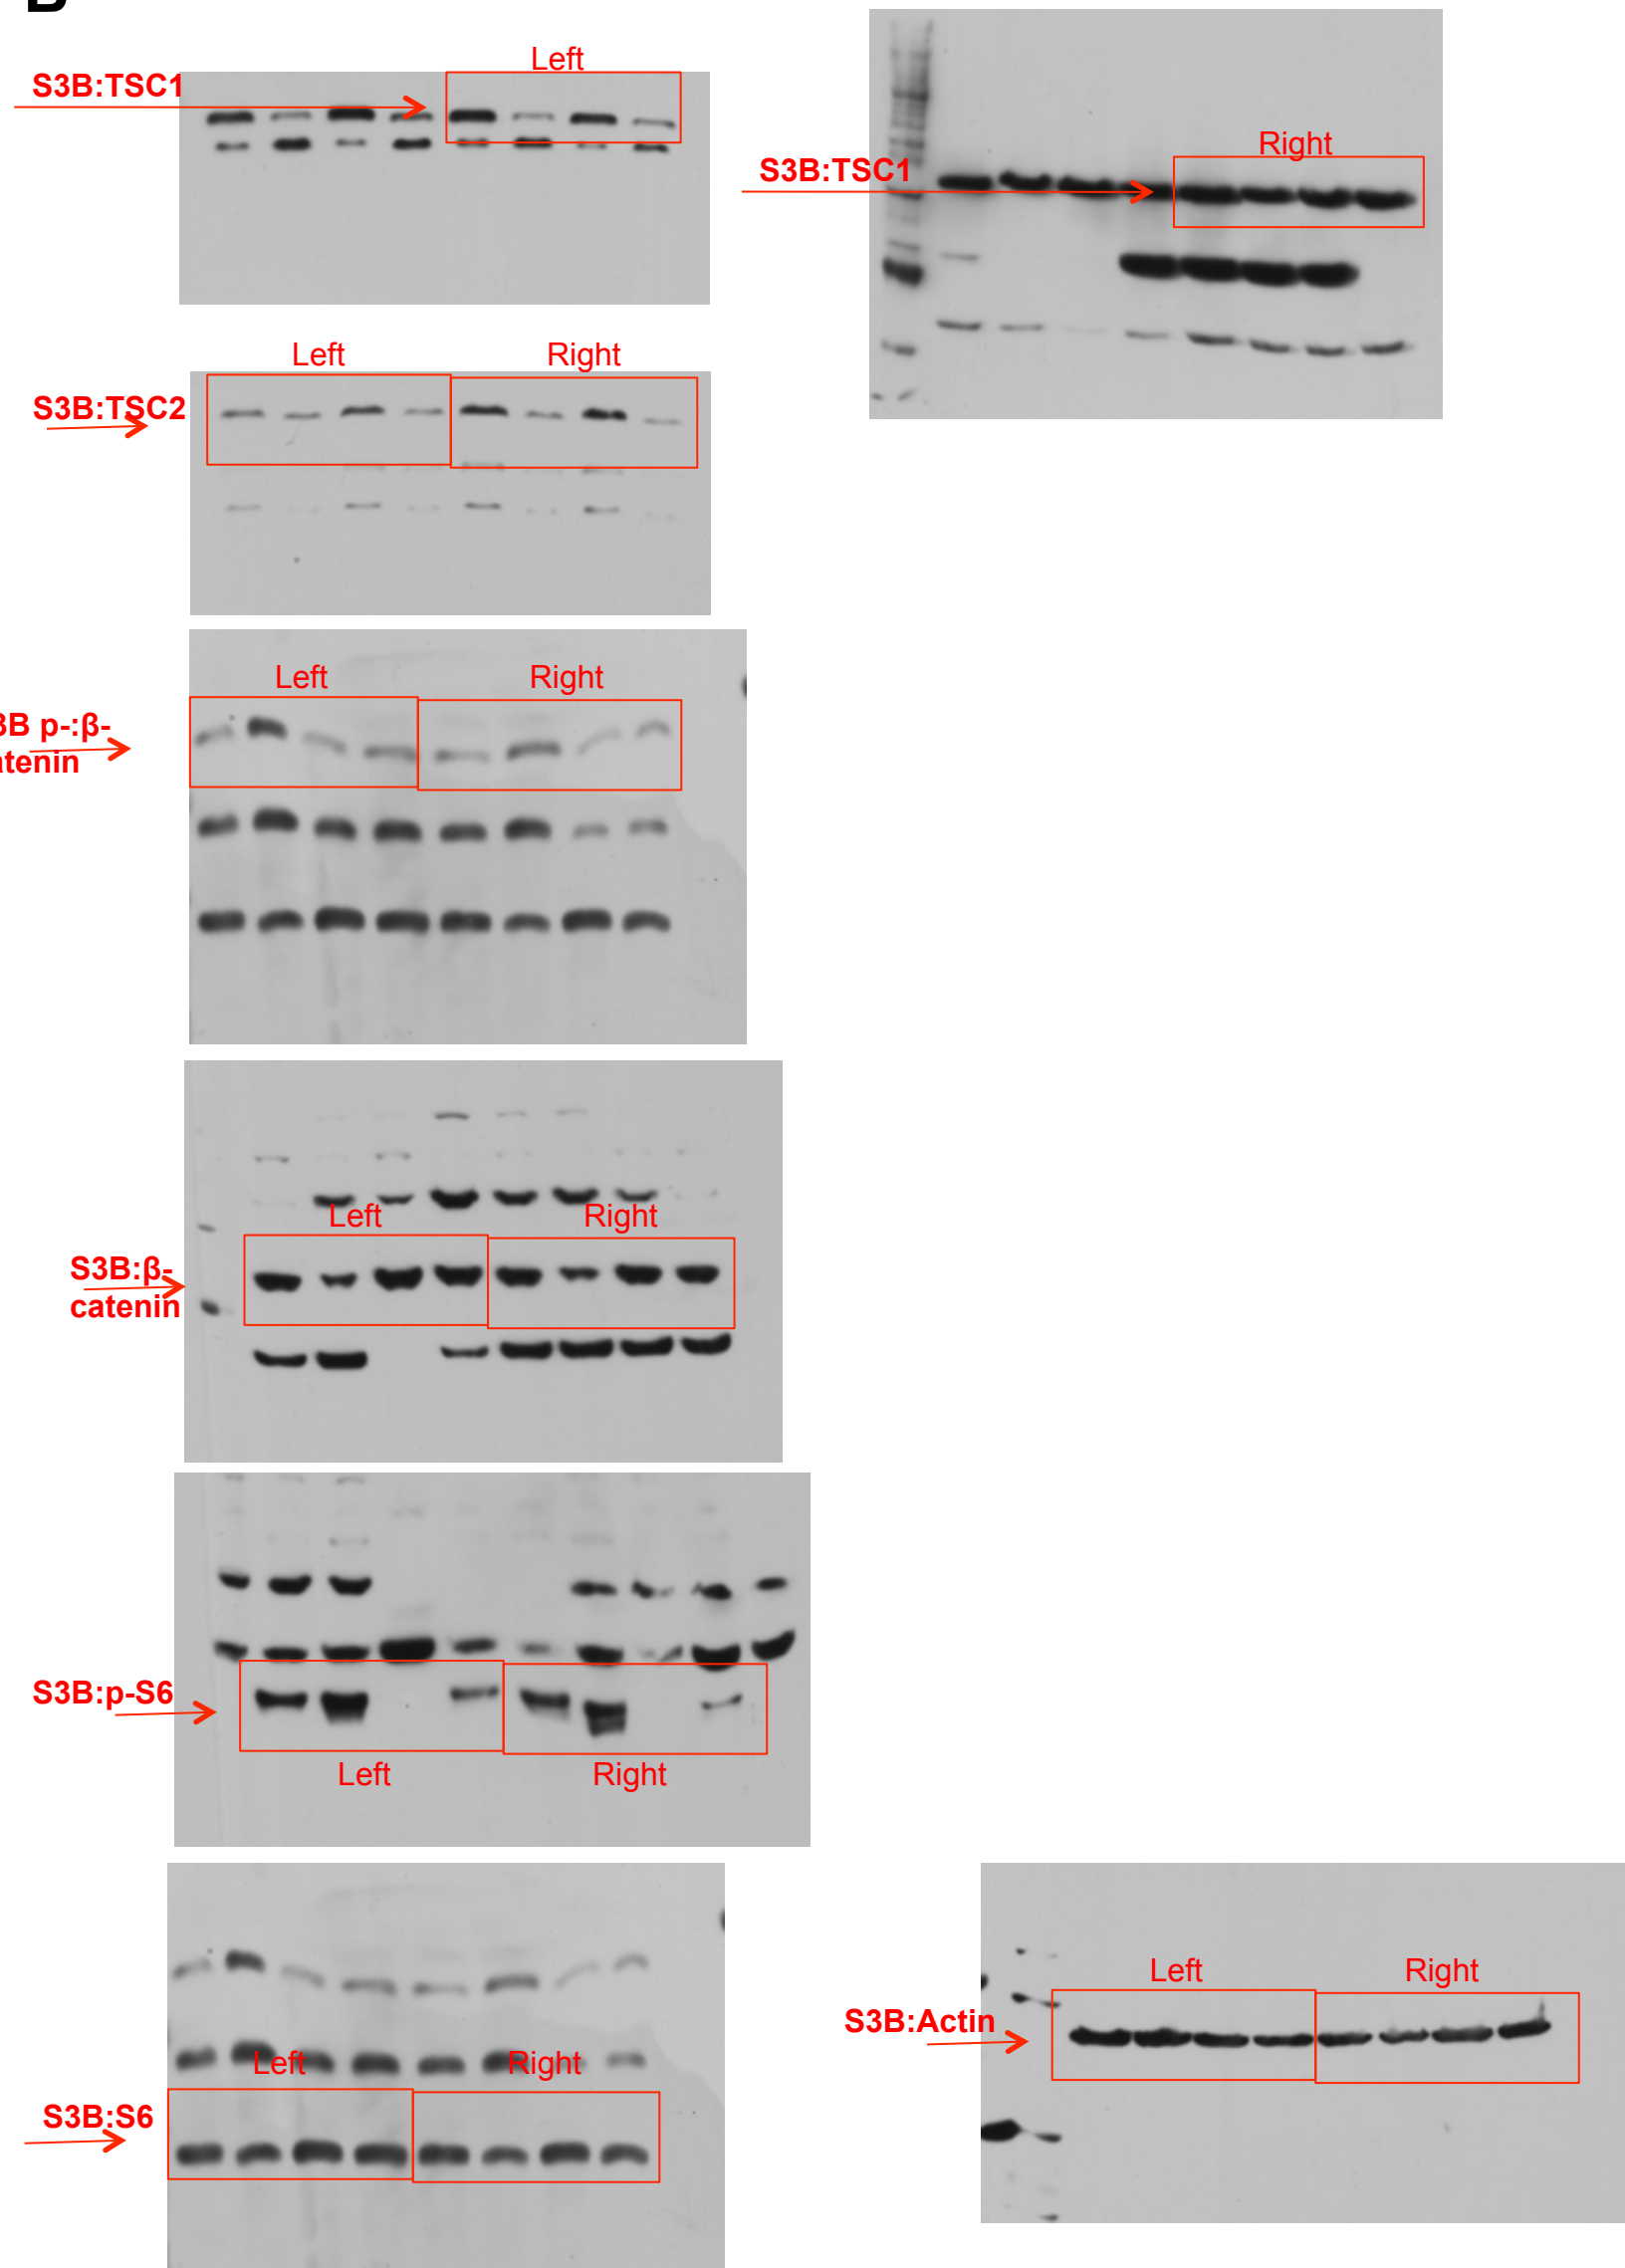 B
Left
S3B:TSC1
Right
S3B:TSC1
Left Right
S3B:TSC2
Left Right
3B p-:β-
atenin
Left Right
S3B:β-
catenin
S3B:p-S6
Left Right
Left Right
S3B:Actin
Left Right
S3B:S6